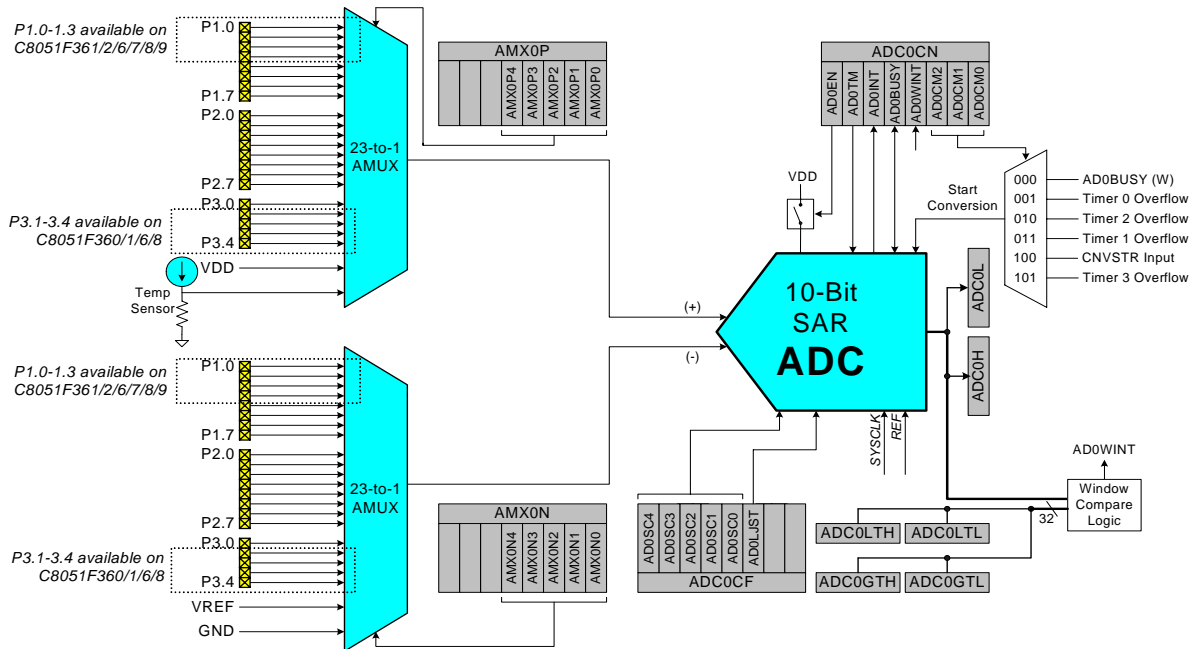 P1.0-1.3 available on
C8051F361/2/6/7/8/9
P1.0
P1.7
P2.0
P2.7
P3.0
P3.4
P3.1-3.4 available on
C8051F360/1/6/8
VDD
Temp
Sensor
23-to-1
AMUX
AMX0P
AMX0P4
AMX0P3
AMX0P2
AMX0P1
AMX0P0
ADC0CN
AD0EN
AD0TM
AD0INT
AD0BUSY
AD0WINT
AD0CM2
AD0CM1
AD0CM0
VDD
Start
Conversion
000
AD0BUSY (W)
001
Timer 0 Overflow
010
Timer 2 Overflow
011
Timer 1 Overflow
100
CNVSTR Input
101
Timer 3 Overflow
(+)
(-)
10-Bit
SAR
ADC
ADC0L
ADC0H
SYSCLK
REF
P1.0-1.3 available on
C8051F361/2/6/7/8/9
P1.0
P1.7
P2.0
P2.7
P3.0
P3.4
P3.1-3.4 available on
C8051F360/1/6/8
VREF
GND
23-to-1
AMUX
AMX0N
AMX0N4
AMX0N3
AMX0N2
AMX0N1
AMX0N0
AD0SC4
AD0SC3
AD0SC2
AD0SC1
AD0SC0
AD0LJST
ADC0CF
AD0WINT
Window
Compare
Logic
32
ADC0LTH
ADC0LTL
ADC0GTH
ADC0GTL